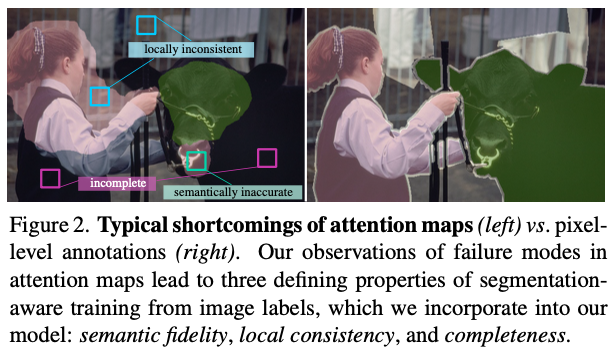 locally inconsistent
incomplete
semantically inaccurate
Figure 2. Typical shortcomings of attention maps (left) vs. pixel-
level annotations (right). Our observations of failure modes in
attention maps lead to three defining properties of segmentation-
aware training from image labels, which we incorporate into our
model: semantic fidelity, local consistency, and completeness.